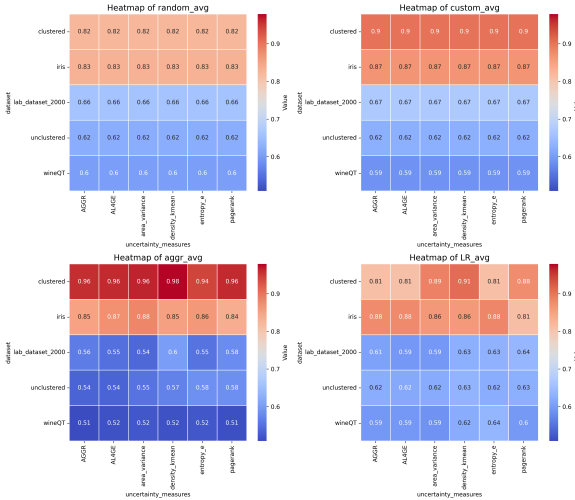 Heatmap of random_avg
clustered 0.82 0.82 0.82 0.82 0.82 0.82
iris 0.83 0.83 0.83 0.83 0.83 0.83
lab_dataset_2000 0.66 0.66 0.66 0.66 0.66 0.66
unclustered 0.62 0.62 0.62 0.62 0.62 0.62
wineQT 0.6 0.6 0.6 0.6 0.6 0.6
dataset
AGGR AL4GE area_variance density_kmean entropy_e pagerank
uncertainty_measures
0.9
0.8
0.7
0.6
Value
Heatmap of custom_avg
clustered 0.9 0.9 0.9 0.9 0.9 0.9
iris 0.87 0.87 0.87 0.87 0.87 0.87
lab_dataset_2000 0.67 0.67 0.67 0.67 0.67 0.67
unclustered 0.62 0.62 0.62 0.62 0.62 0.62
wineQT 0.59 0.59 0.59 0.59 0.59 0.59
dataset
AGGR AL4GE area_variance density_kmean entropy_e pagerank
uncertainty_measures
0.9
0.8
0.7
0.6
Heatmap of aggr_avg
clustered 0.96 0.96 0.96 0.98 0.94 0.96
iris 0.85 0.87 0.88 0.85 0.86 0.84
lab_dataset_2000 0.56 0.55 0.54 0.6 0.55 0.58
unclustered 0.54 0.54 0.55 0.57 0.58 0.58
wineQT 0.51 0.52 0.52 0.52 0.52 0.51
dataset
AGGR AL4GE area_variance density_kmean entropy_e pagerank
uncertainty_measures
0.9
0.8
0.7
0.6
Value
Heatmap of LR_avg
clustered 0.81 0.81 0.89 0.91 0.81 0.88
iris 0.88 0.88 0.86 0.86 0.88 0.81
lab_dataset_2000 0.61 0.59 0.59 0.63 0.63 0.64
unclustered 0.62 0.62 0.62 0.63 0.62 0.63
wineQT 0.59 0.59 0.59 0.62 0.64 0.6
dataset
AGGR AL4GE area_variance density_kmean entropy_e pagerank
uncertainty_measures
0.9
0.8
0.7
0.6